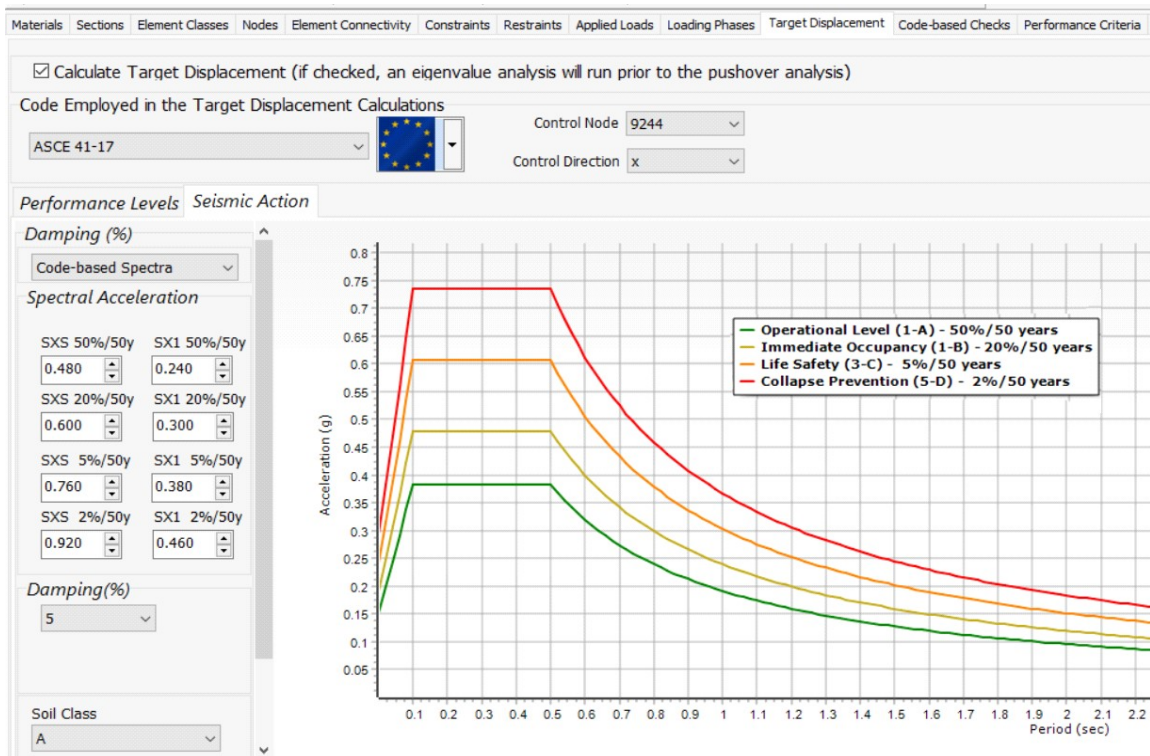 Materials Sections Element Classes Nodes Element Connectivity Constraints Restraints Applied Loads Loading Phases Target Displacement Code-based Checks Performance Criteria
Calculate Target Displacement (if checked, an eigenvalue analysis will run prior to the pushover analysis)
Code Employed in the Target Displacement Calculations
ASCE 41-17
Control Node 9244
Control Direction x
Performance Levels Seismic Action
Damping (%)
Code-based Spectra
Spectral Acceleration
SXS 50%/50y SX1 50%/50y
0.480 0.240
SXS 20%/50y SX1 20%/50y
0.600 0.300
SXS 5%/50y SX1 5%/50y
0.760 0.380
SXS 2%/50y SX1 2%/50y
0.920 0.460
Damping(%)
5
Soil Class
A
Acceleration (g)
0.8
0.75
0.7
0.65
0.6
0.55
0.5
0.45
0.4
0.35
0.3
0.25
0.2
0.15
0.1
0.05
Operational Level (1-A) - 50%/50 years
Immediate Occupancy (1-B) - 20%/50 years
Life Safety (3-C) - 5%/50 years
Collapse Prevention (5-D) - 2%/50 years
0.1 0.2 0.3 0.4 0.5 0.6 0.7 0.8 0.9 1 1.1 1.2 1.3 1.4 1.5 1.6 1.7 1.8 1.9 2 2.1 2.2
Period (sec)